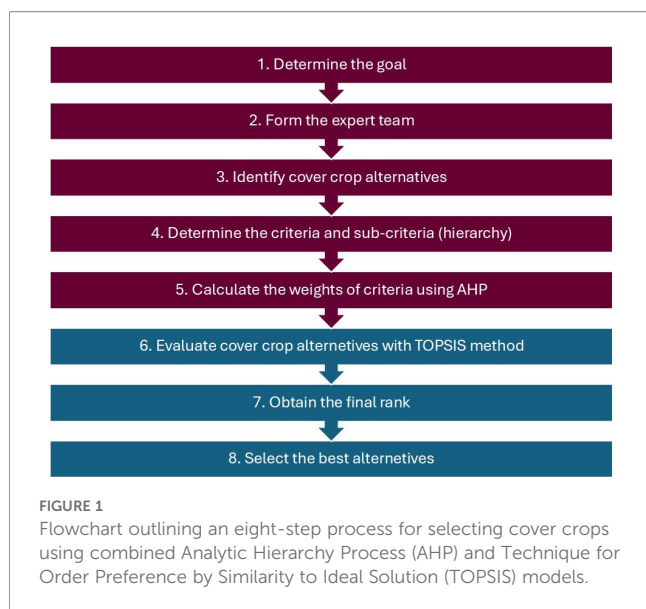 1. Determine the goal
2. Form the expert team
3. Identify cover crop alternatives
4. Determine the criteria and sub-criteria (hierarchy)
5. Calculate the weights of criteria using AHP
6. Evaluate cover crop alternetives with TOPSIS method
7. Obtain the final rank
8. Select the best alternetives
FIGURE 1
Flowchart outlining an eight-step process for selecting cover crops
using combined Analytic Hierarchy Process (AHP) and Technique for
Order Preference by Similarity to Ideal Solution (TOPSIS) models.